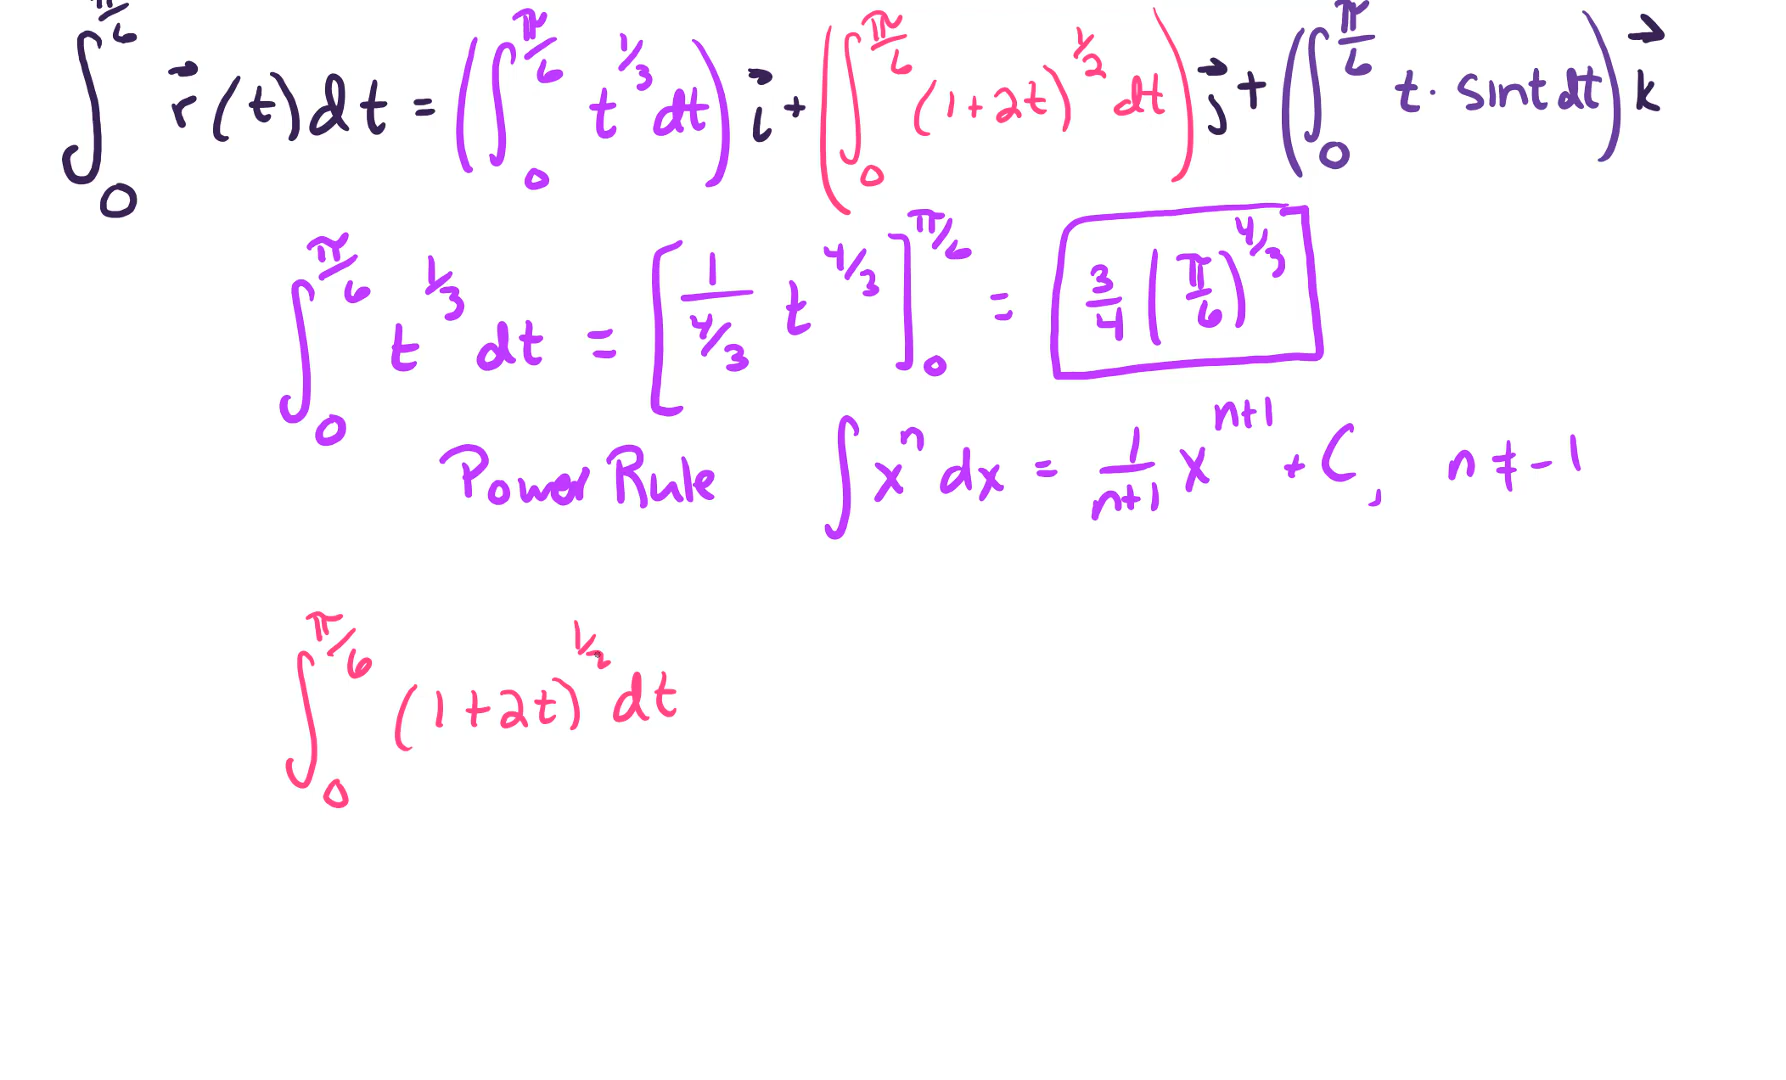 ∫₀^{π/6} r⃗(t)dt = (∫₀^{π/6} t^{1/3} dt) i⃗ + (∫₀^{π/6} (1+2t)^{1/2} dt) j⃗ + (∫₀^{π/6} t · sint dt) k⃗
∫₀^{π/6} t^{1/3} dt = [1/(4/3) t^{4/3}]₀^{π/6} = 3/4 (π/6)^{4/3}
Power Rule ∫ xⁿ dx = 1/(n+1) x^{n+1} + C, n ≠ -1
∫₀^{π/6} (1+2t)^{1/2} dt